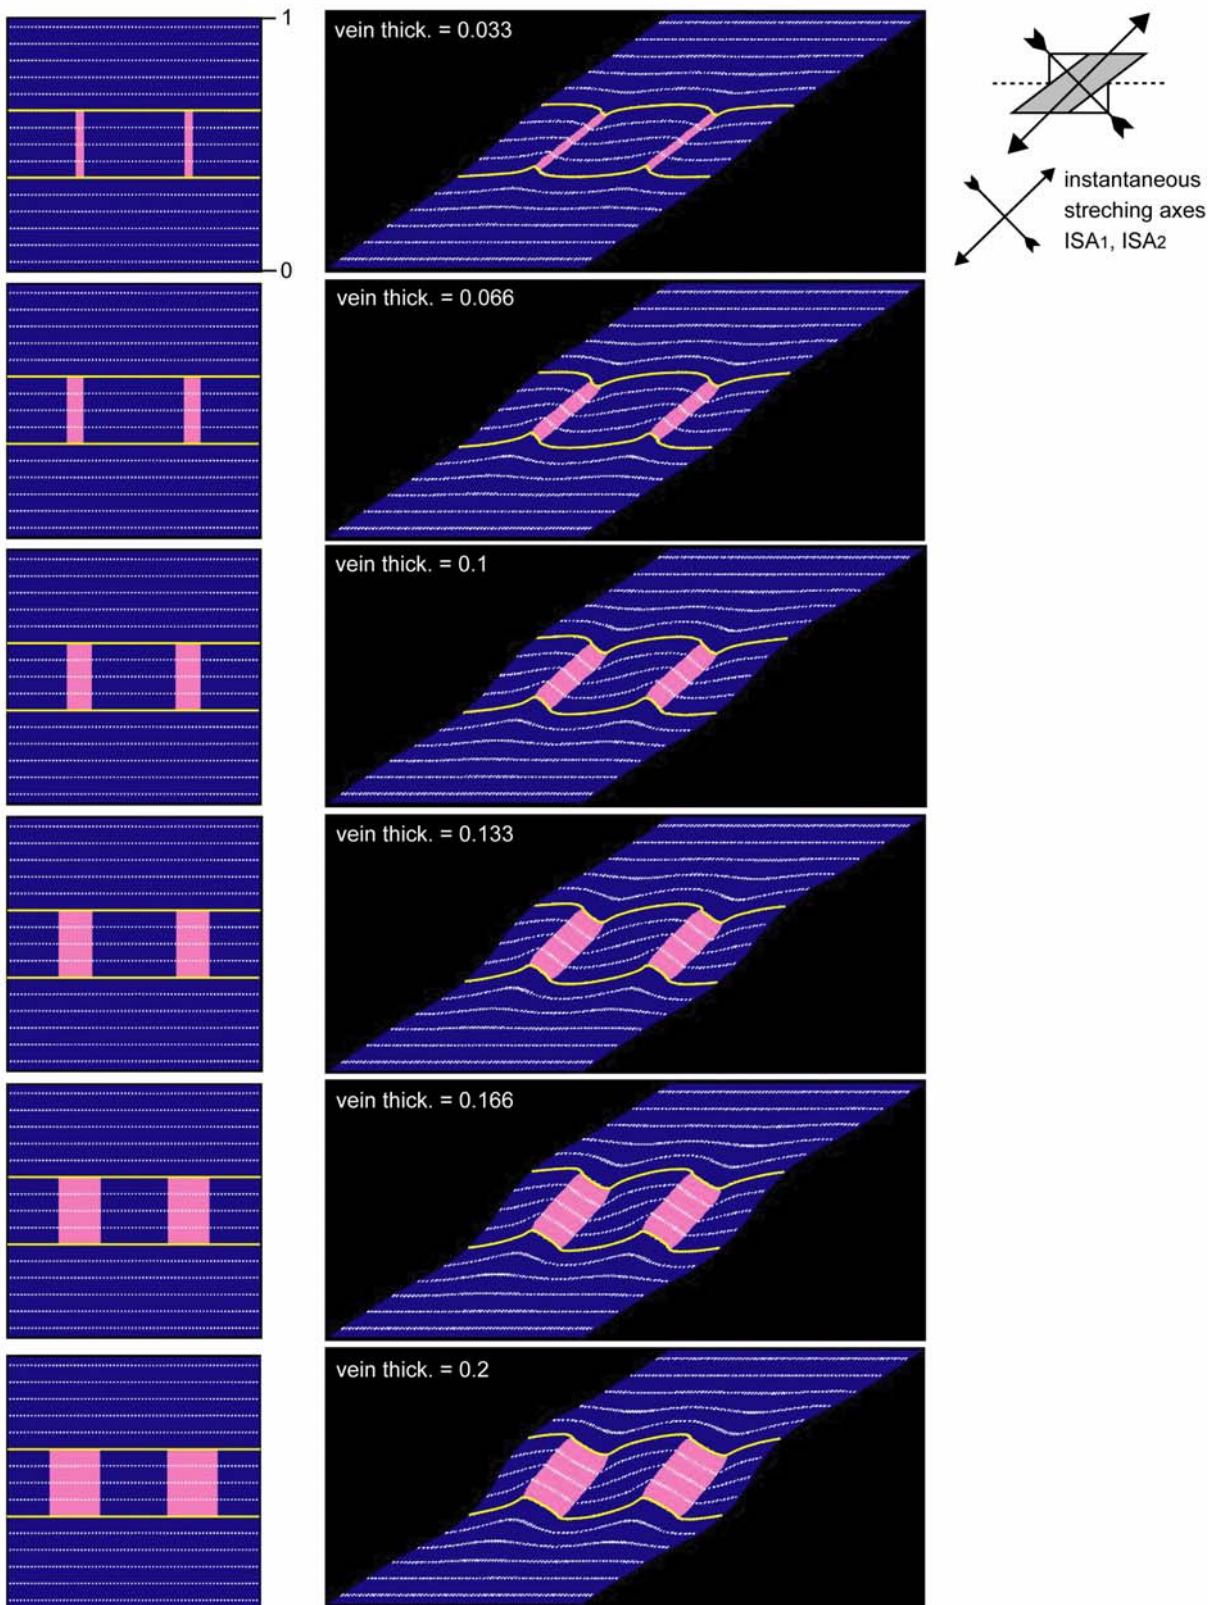 1
0
vein thick. = 0.033
instantaneous
streching axes
ISA1, ISA2
vein thick. = 0.066
vein thick. = 0.1
vein thick. = 0.133
vein thick. = 0.166
vein thick. = 0.2